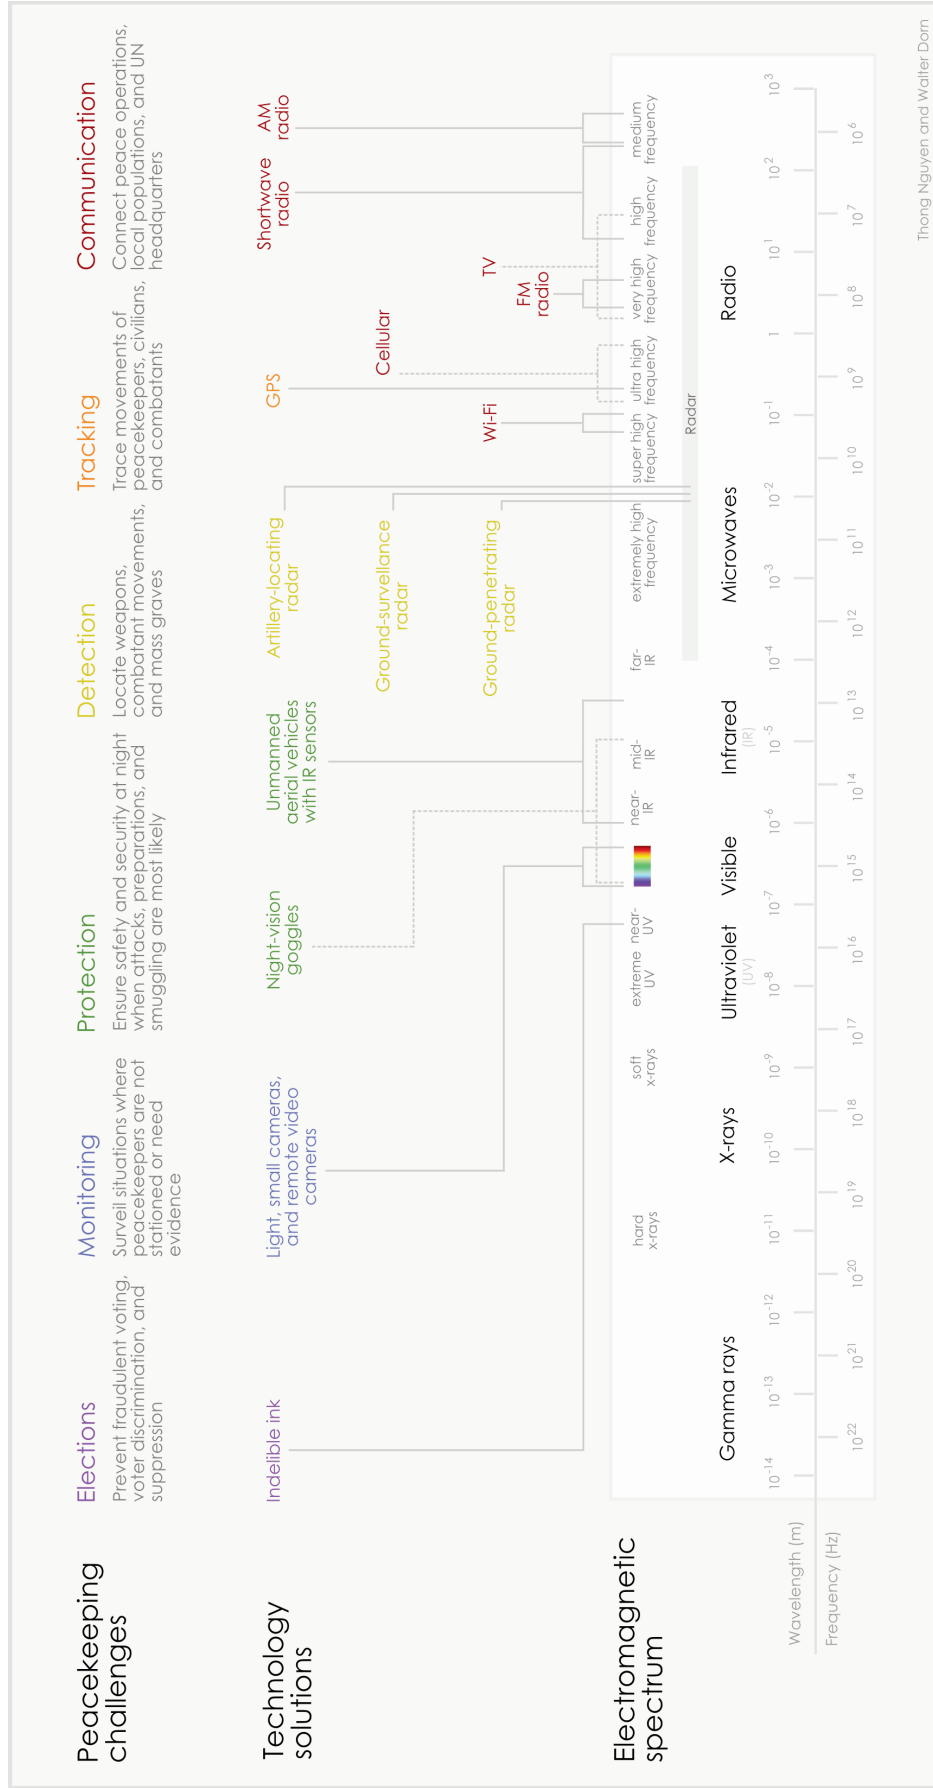 Peacekeeping
challenges
Elections
Prevent fraudulent voting,
voter discrimination, and
suppression
Monitoring
Surveil situations where
peacekeepers are not
stationed or need
evidence
Protection
Ensure safety and security at night
when attacks, preparations, and
smuggling are most likely
Detection
Locate weapons,
combatant movements,
and mass graves
Tracking
Trace movements of
peacekeepers, civilians,
and combatants
Communication
Connect peace operations,
local populations, and UN
headquarters
Technology
solutions
Indelible ink
Light, small cameras,
and remote video
cameras
Night-vision
goggles
Unmanned
aerial vehicles
with IR sensors
Artillery-locating
radar
Ground-survellance
radar
Ground-penetrating
radar
GPS
Cellular
Wi-Fi
Shortwave
radio
AM
radio
TV
FM
radio
Electromagnetic
spectrum
hard
x-rays
soft
x-rays
extreme
UV
near-
UV
near-
IR
mid-
IR
far-
IR
extremely high
frequency
super high
frequency
ultra high
frequency
very high
frequency
high
frequency
medium
frequency
Radar
Gamma rays
X-rays
Ultraviolet
(UV)
Visible
Infrared
(IR)
Microwaves
Radio
Wavelength (m)
10⁻¹⁴ 10⁻¹³ 10⁻¹² 10⁻¹¹ 10⁻¹⁰ 10⁻⁹ 10⁻⁸ 10⁻⁷ 10⁻⁶ 10⁻⁵ 10⁻⁴ 10⁻³ 10⁻² 10⁻¹ 1 10¹ 10² 10³
Frequency (Hz)
10²² 10²¹ 10²⁰ 10¹⁹ 10¹⁸ 10¹⁷ 10¹⁶ 10¹⁵ 10¹⁴ 10¹³ 10¹² 10¹¹ 10¹⁰ 10⁹ 10⁸ 10⁷ 10⁶
Thong Nguyen and Walter Dorn